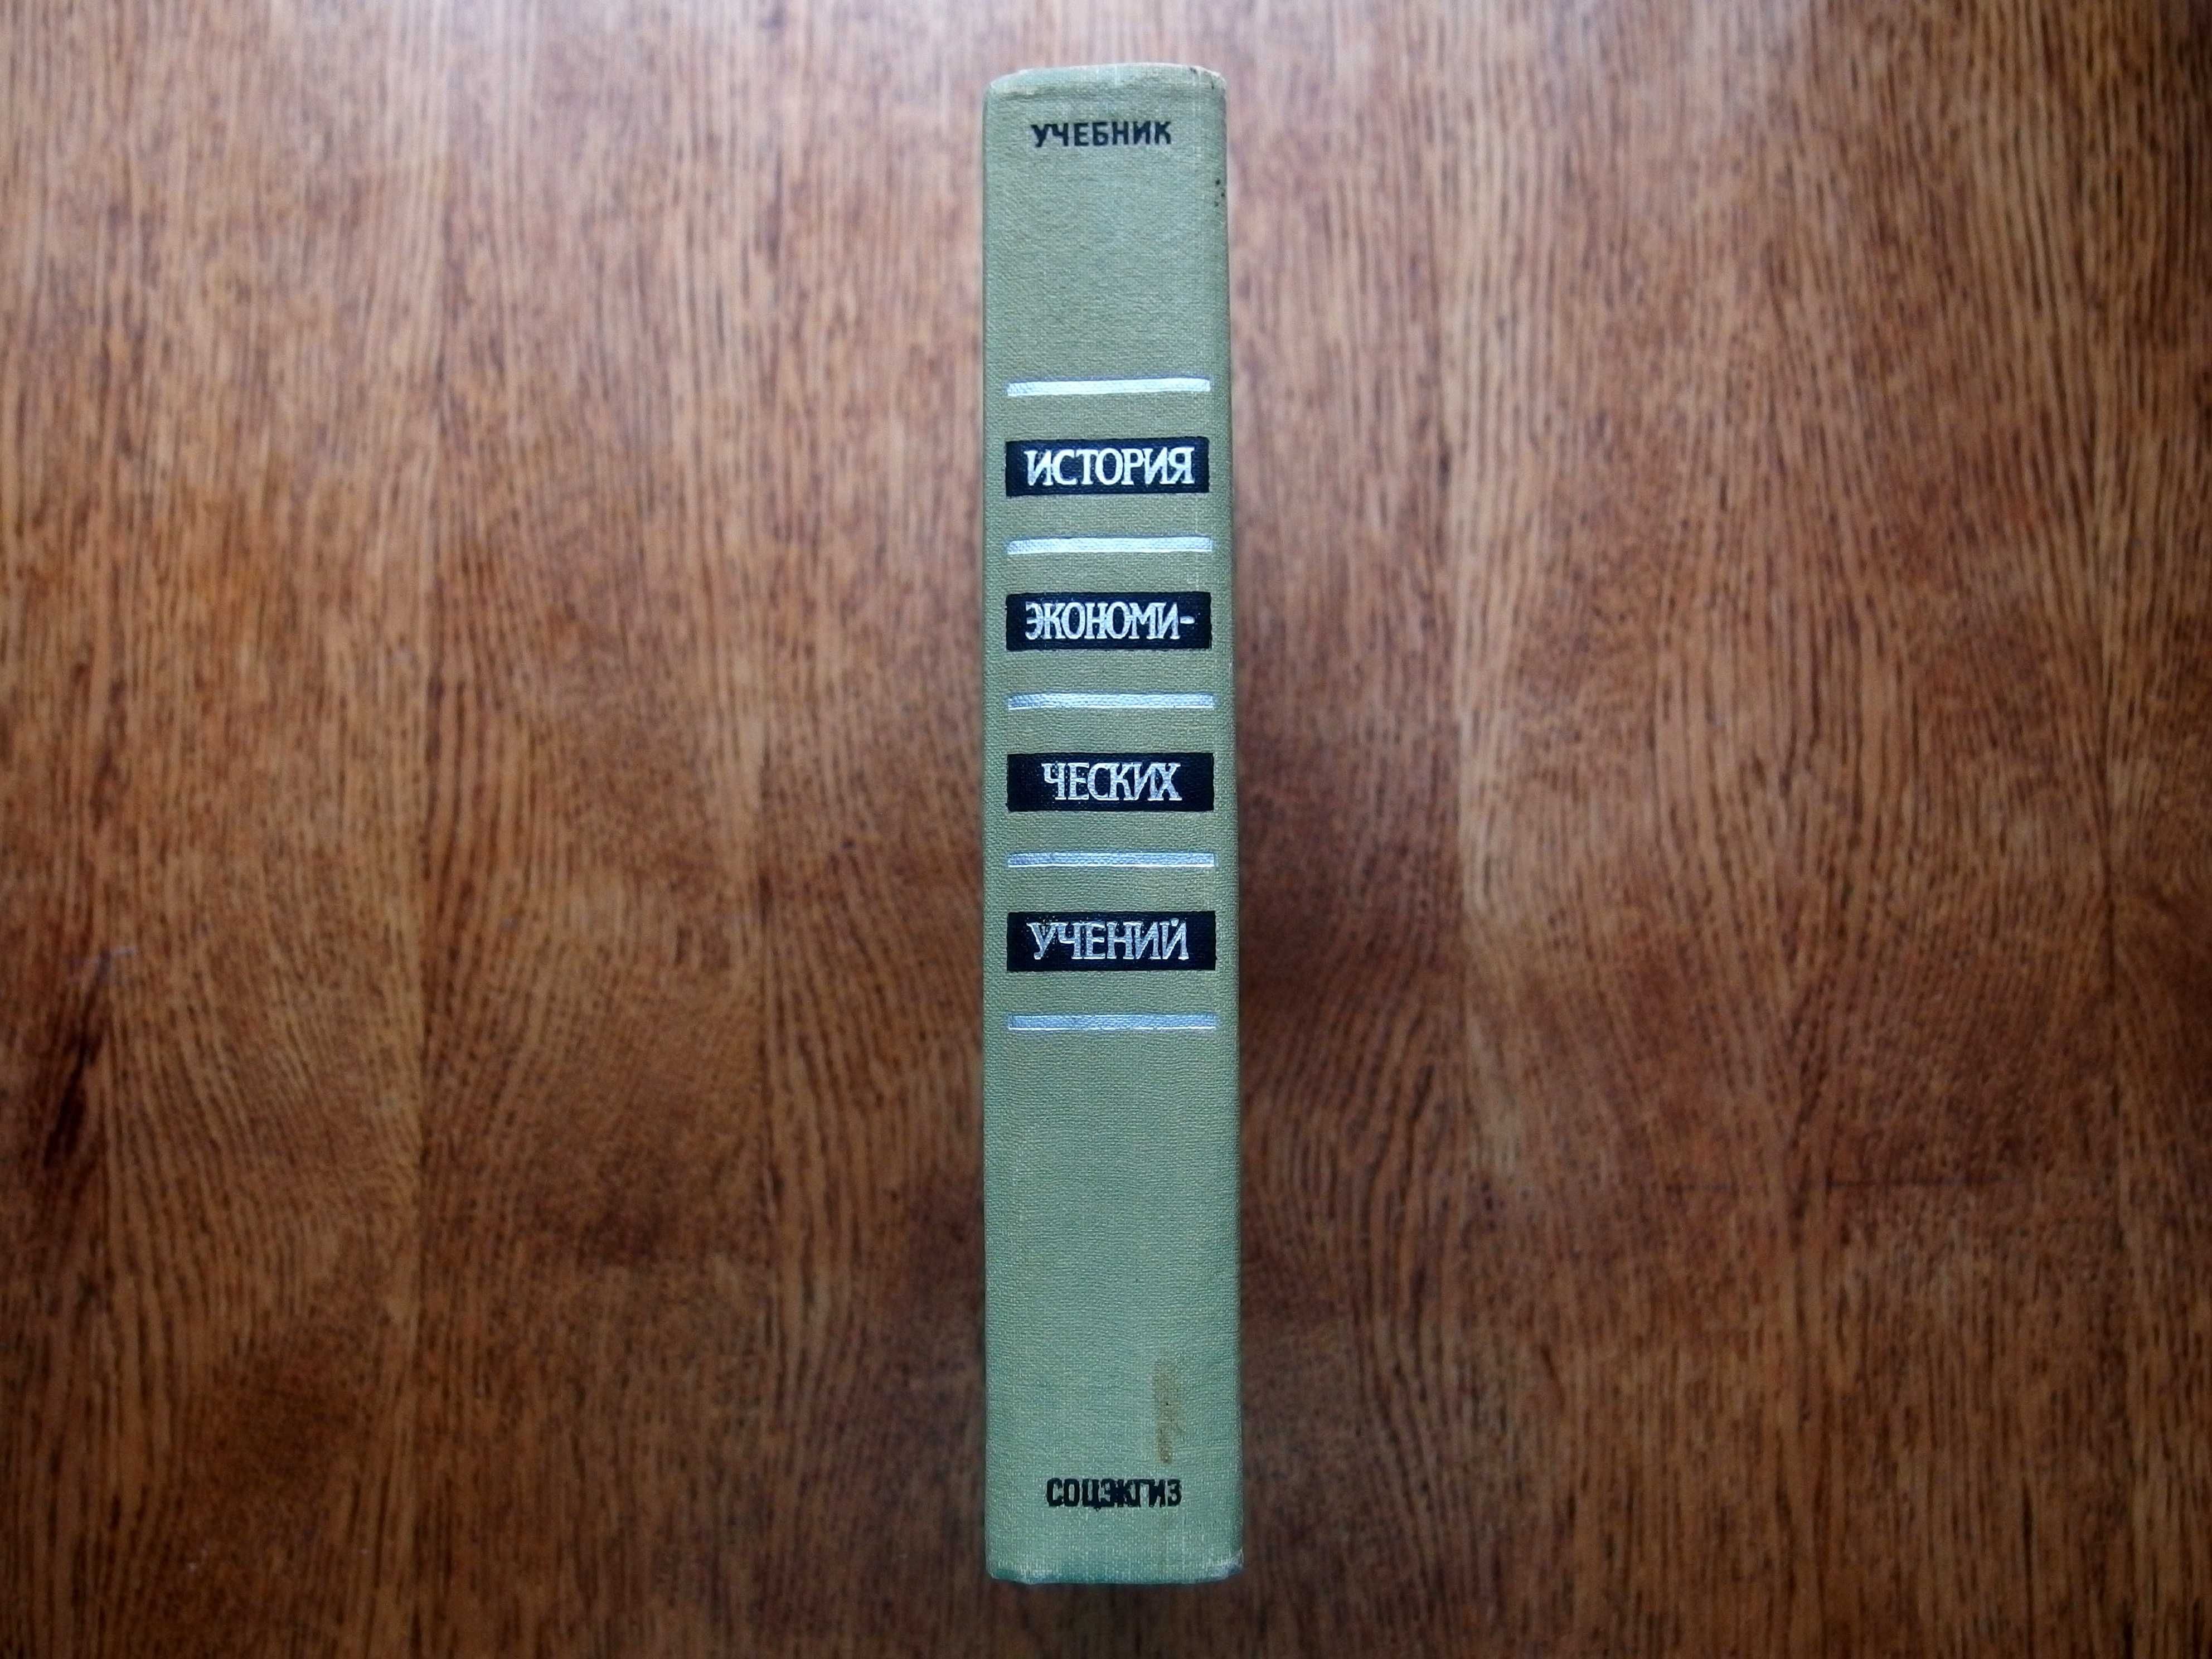 УЧЕБНИК
ИСТОРИЯ
ЭКОНОМИ-
ЧЕСКИХ
УЧЕНИЙ
СОЦЭКГИЗ